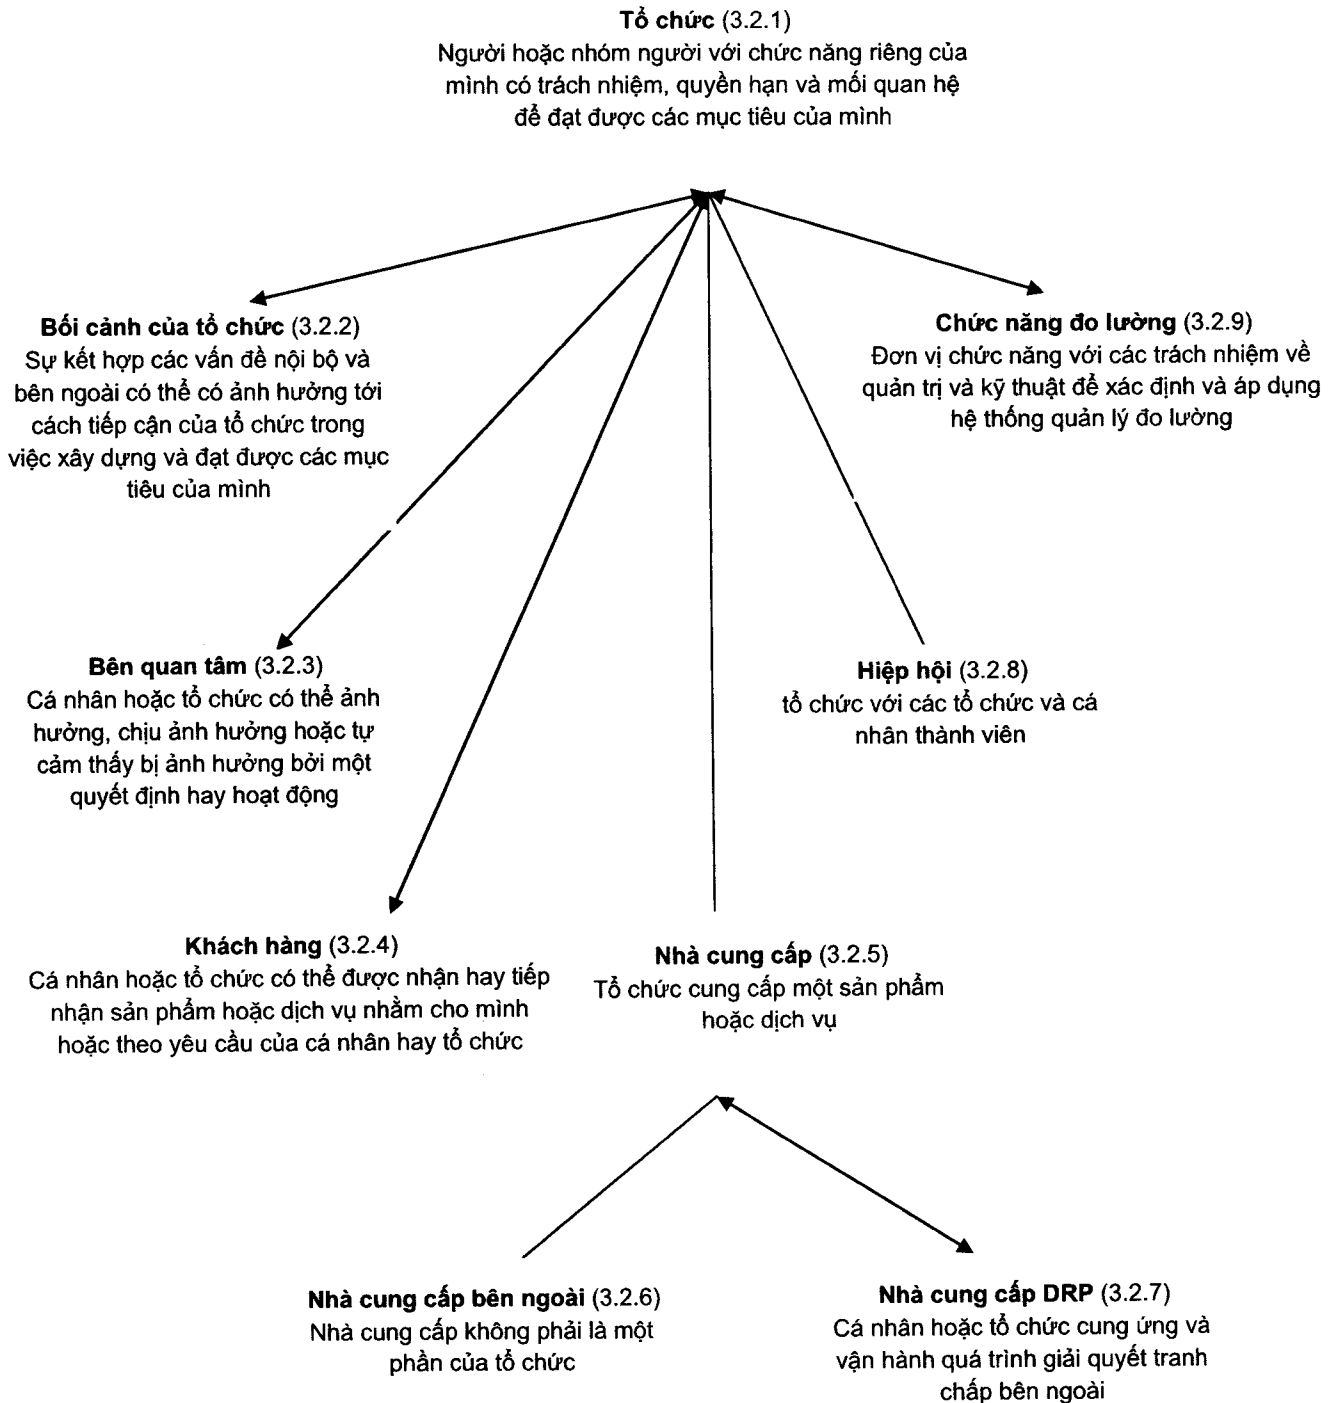 Tổ chức (3.2.1)
Người hoặc nhóm người với chức năng riêng của
mình có trách nhiệm, quyền hạn và mối quan hệ
để đạt được các mục tiêu của mình
Bối cảnh của tổ chức (3.2.2)
Sự kết hợp các vấn đề nội bộ và
bên ngoài có thể có ảnh hưởng tới
cách tiếp cận của tổ chức trong
việc xây dựng và đạt được các mục
tiêu của mình
Chức năng đo lường (3.2.9)
Đơn vị chức năng với các trách nhiệm về
quản trị và kỹ thuật để xác định và áp dụng
hệ thống quản lý đo lường
Bên quan tâm (3.2.3)
Cá nhân hoặc tổ chức có thể ảnh
hưởng, chịu ảnh hưởng hoặc tự
cảm thấy bị ảnh hưởng bởi một
quyết định hay hoạt động
Hiệp hội (3.2.8)
tổ chức với các tổ chức và cá
nhân thành viên
Khách hàng (3.2.4)
Cá nhân hoặc tổ chức có thể được nhận hay tiếp
nhận sản phẩm hoặc dịch vụ nhằm cho mình
hoặc theo yêu cầu của cá nhân hay tổ chức
Nhà cung cấp (3.2.5)
Tổ chức cung cấp một sản phẩm
hoặc dịch vụ
Nhà cung cấp bên ngoài (3.2.6)
Nhà cung cấp không phải là một
phần của tổ chức
Nhà cung cấp DRP (3.2.7)
Cá nhân hoặc tổ chức cung ứng và
vận hành quá trình giải quyết tranh
chấp bên ngoài